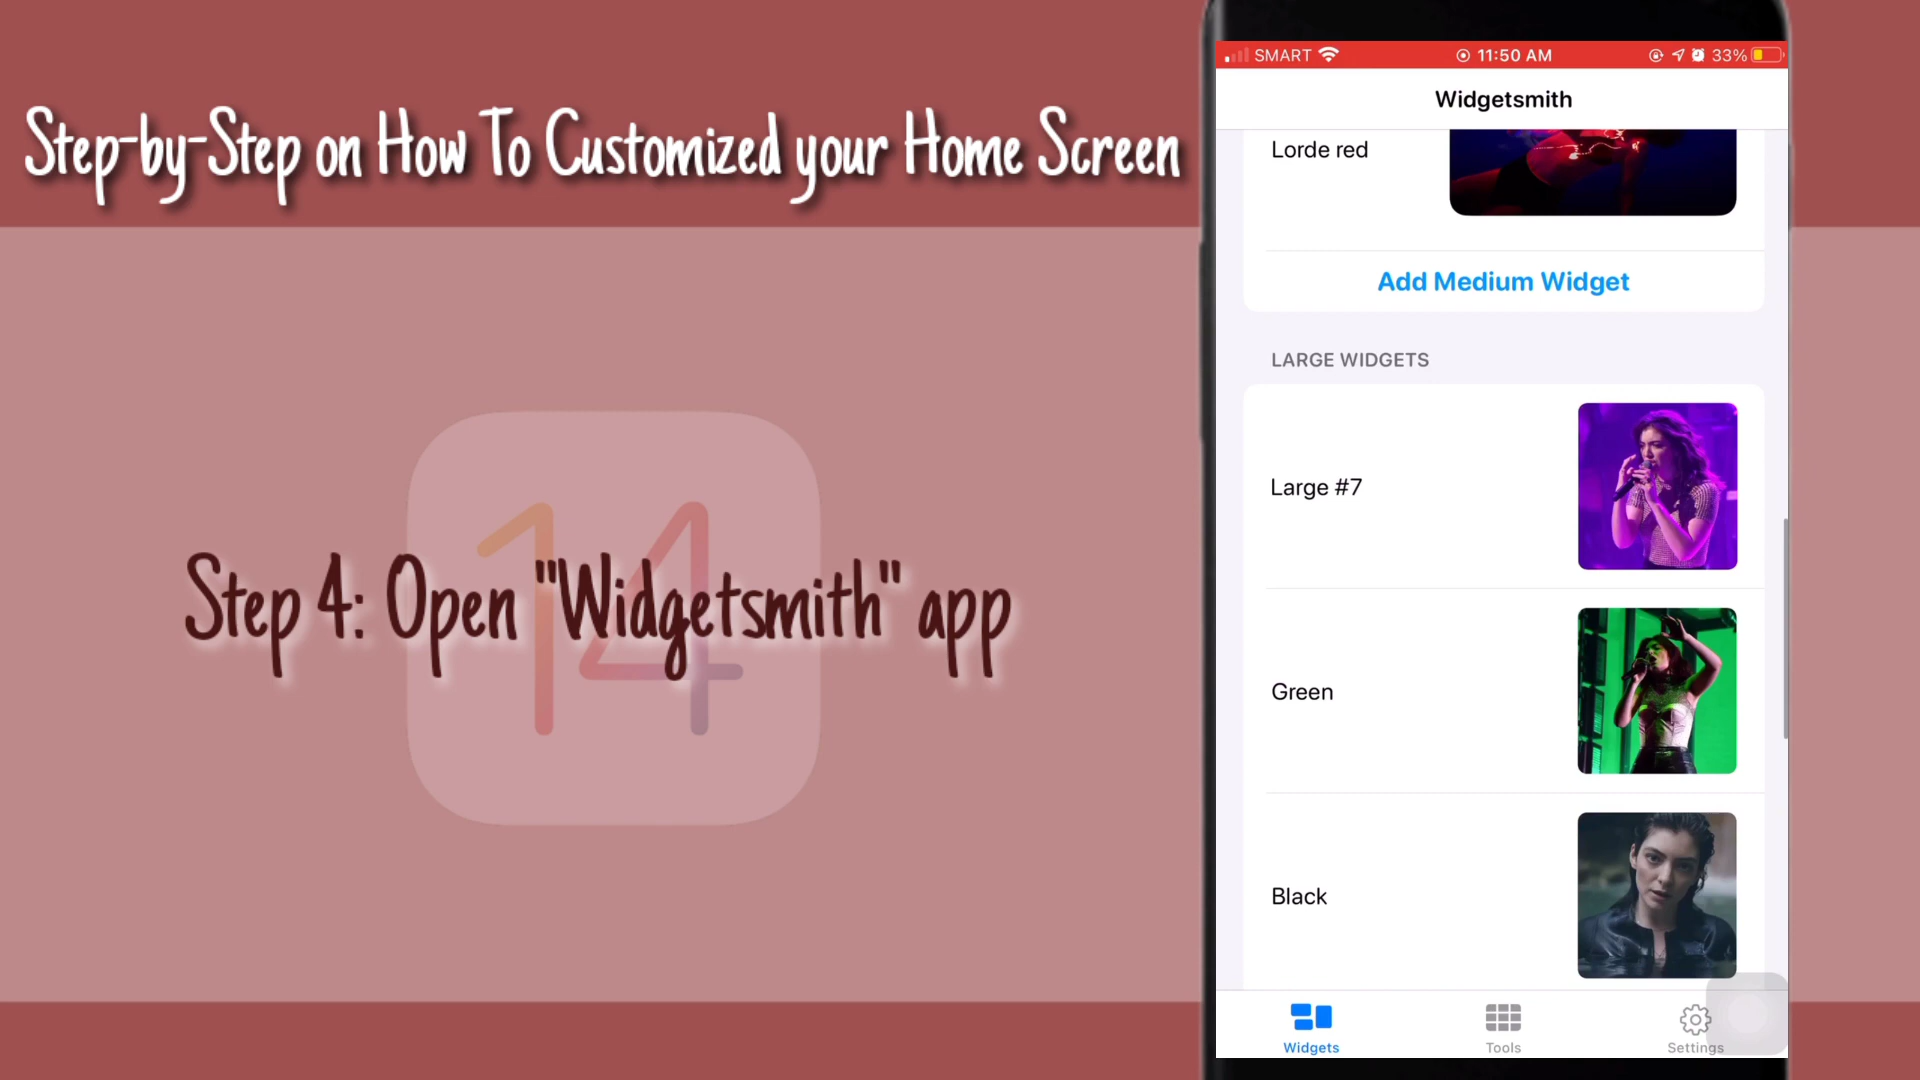 Step-by-Step on How To Customized your Home Screen
14
Step 4: Open "Widgetsmith" app
SMART
11:50 AM
33%
Widgetsmith
Lorde red
Add Medium Widget
LARGE WIDGETS
Large #7
Green
Black
Widgets
Tools
Settings